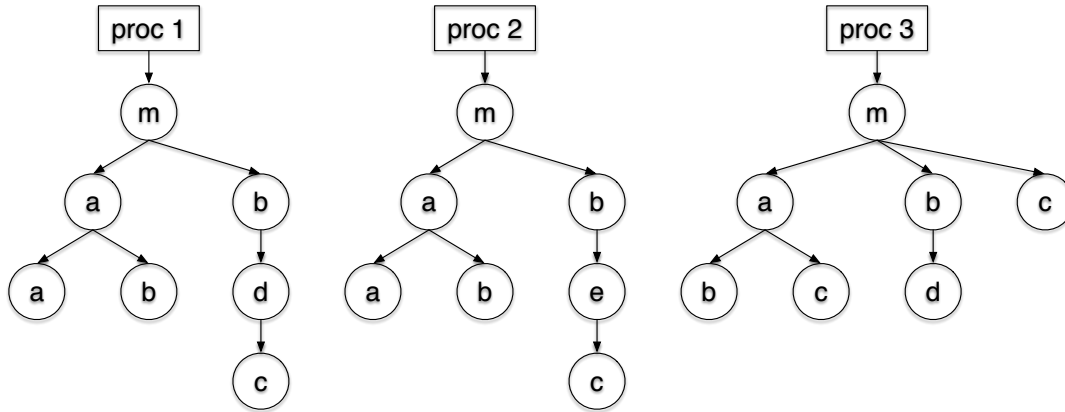 proc 1 proc 2 proc 3
m m m
a b a b a b c
a b d a b e b c d
c c